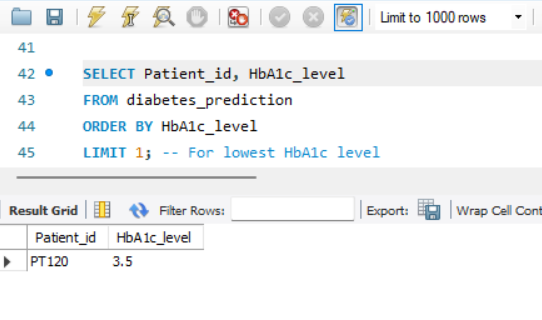 Limit to 1000 rows
41
42 SELECT Patient_id, HbA1c_level
43 FROM diabetes_prediction
44 ORDER BY HbA1c_level
45 LIMIT 1; -- For lowest HbA1c level
Result Grid Filter Rows: Export: Wrap Cell Cont
Patient_id HbA1c_level
PT120 3.5